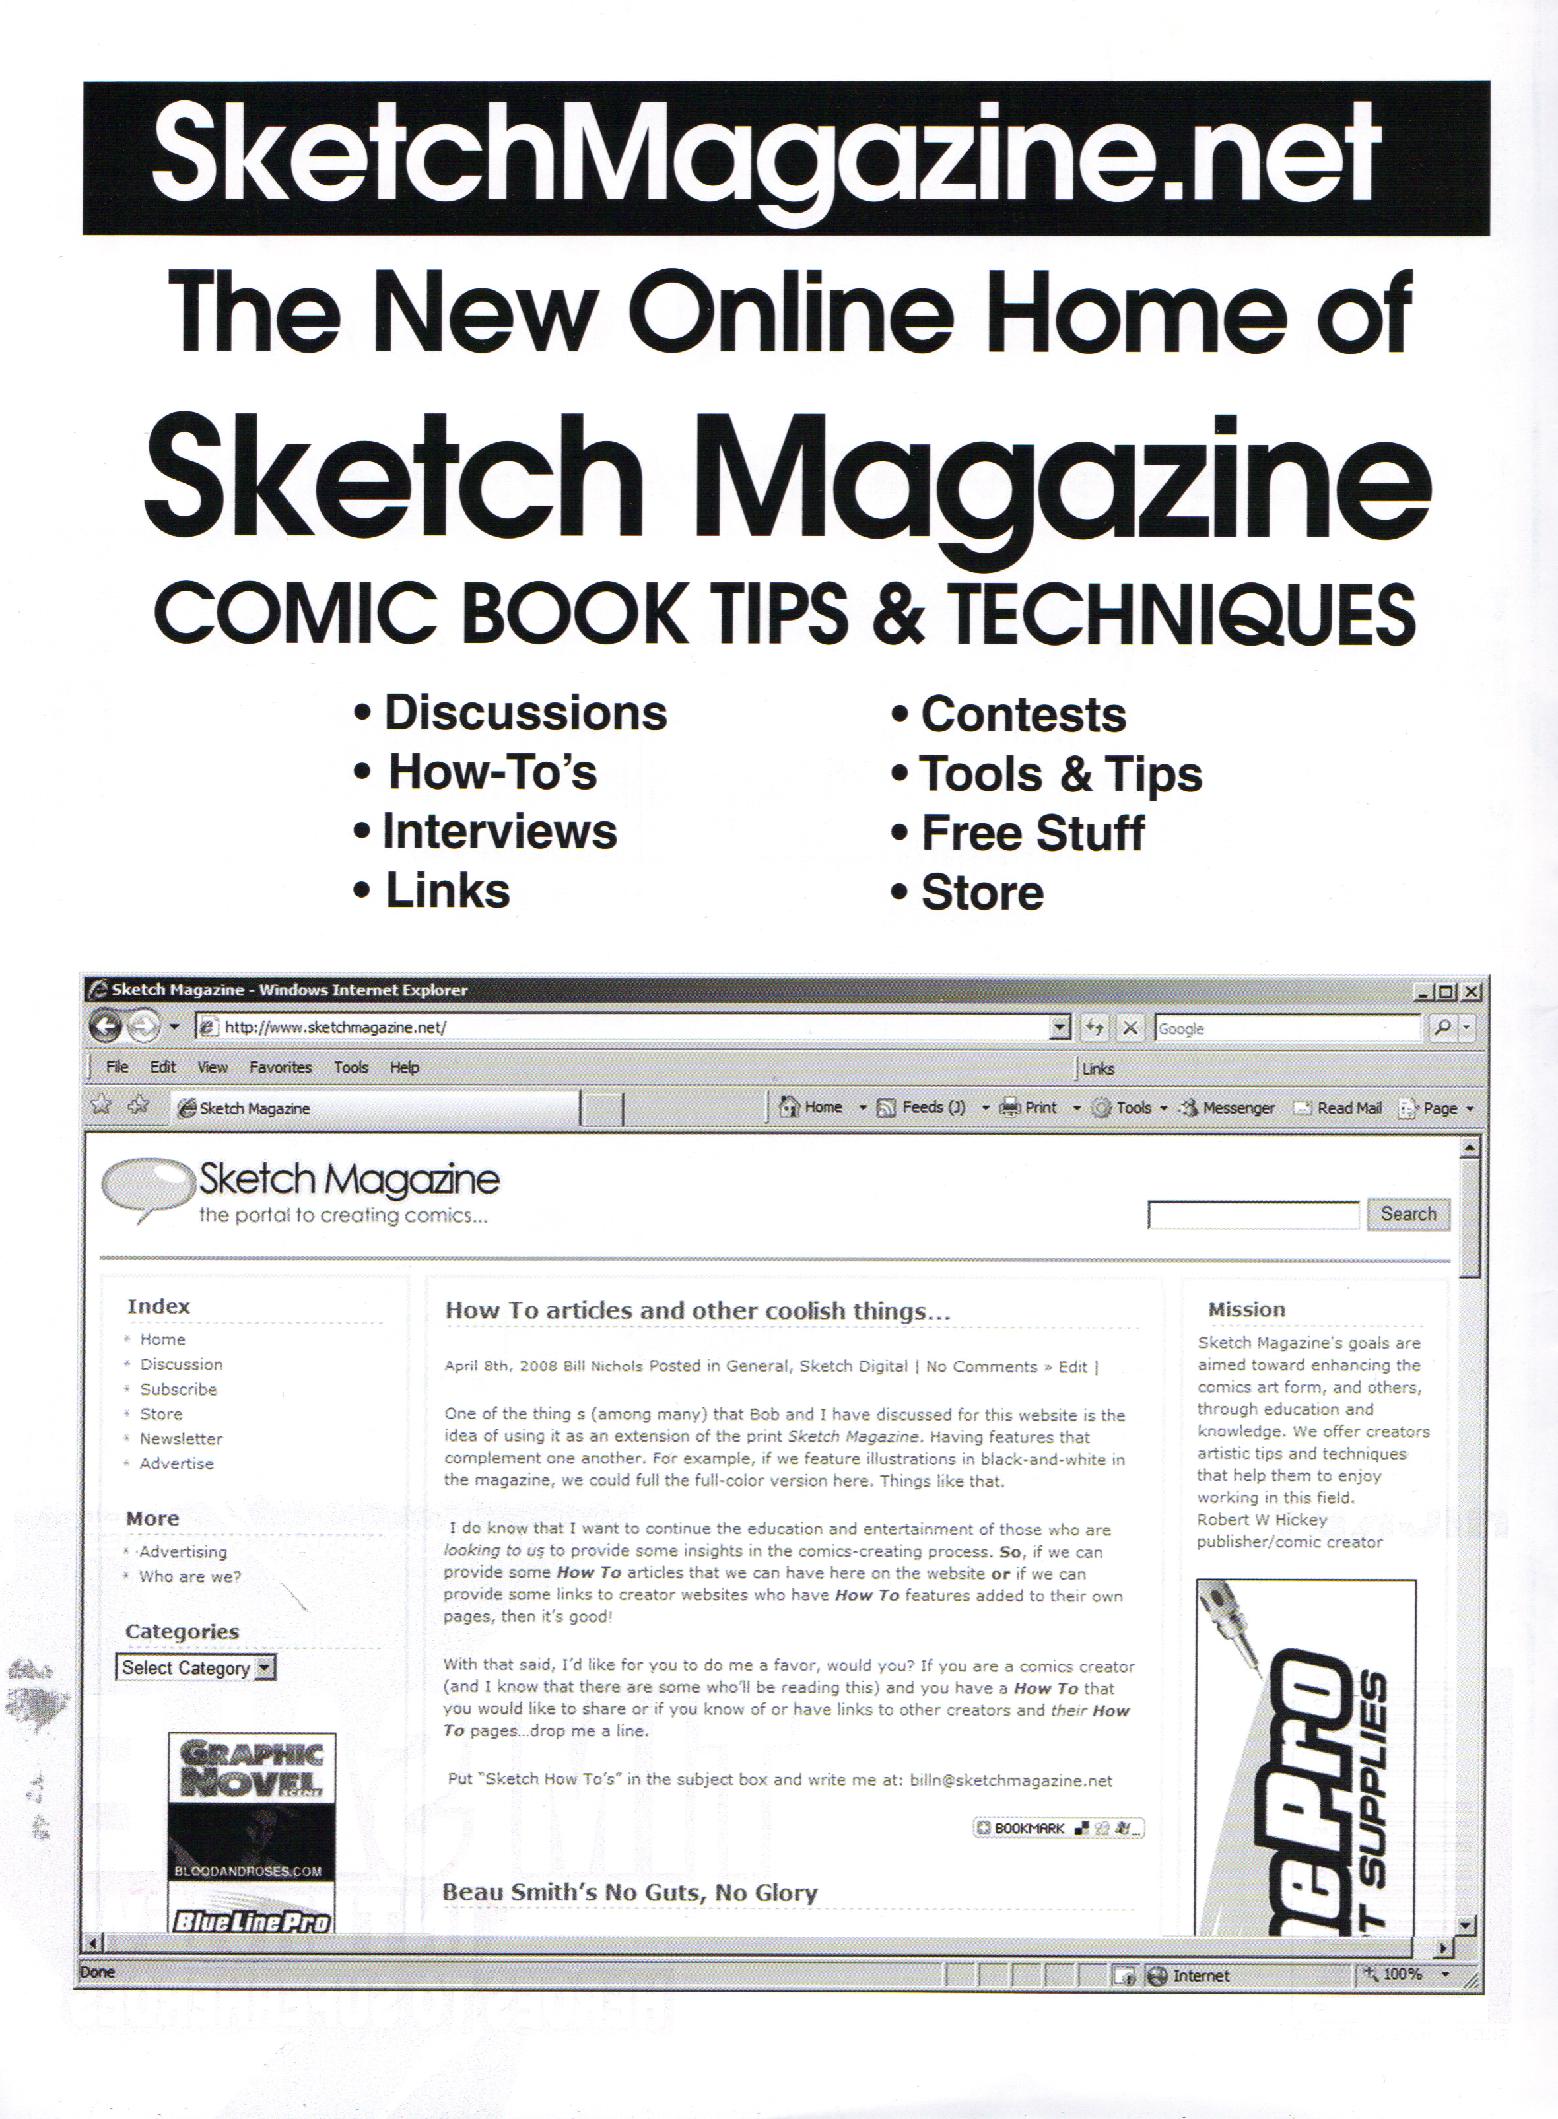 SketchMagazine.net
The New Online Home of
Sketch Magazine
COMIC BOOK TIPS & TECHNIQUES
• Discussions
• How-To's
• Interviews
• Links
• Contests
• Tools & Tips
• Free Stuff
• Store
Sketch Magazine - Windows Internet Explorer
http://www.sketchmagazine.net/
Google
File Edit View Favorites Tools Help
Links
Sketch Magazine
Home Feeds (J) Print Tools Messenger Read Mail Page
Sketch Magazine
the portal to creating comics...
Search
Index
* Home
* Discussion
* Subscribe
* Store
* Newsletter
* Advertise
More
* Advertising
* Who are we?
Categories
Select Category
GRAPHIC
NOVEL
SCENE
BLOODANDROSES.COM
BlueLinePro
How To articles and other coolish things...
April 8th, 2008 Bill Nichols Posted in General, Sketch Digital | No Comments » Edit |
One of the thing s (among many) that Bob and I have discussed for this website is the
idea of using it as an extension of the print Sketch Magazine. Having features that
complement one another. For example, if we feature illustrations in black-and-white in
the magazine, we could full the full-color version here. Things like that.
I do know that I want to continue the education and entertainment of those who are
looking to us to provide some insights in the comics-creating process. So, if we can
provide some How To articles that we can have here on the website or if we can
provide some links to creator websites who have How To features added to their own
pages, then it's good!
With that said, I'd like for you to do me a favor, would you? If you are a comics creator
(and I know that there are some who'll be reading this) and you have a How To that
you would like to share or if you know of or have links to other creators and their How
To pages...drop me a line.
Put "Sketch How To's" in the subject box and write me at: billn@sketchmagazine.net
BOOKMARK
Beau Smith's No Guts, No Glory
Mission
Sketch Magazine's goals are
aimed toward enhancing the
comics art form, and others,
through education and
knowledge. We offer creators
artistic tips and techniques
that help them to enjoy
working in this field.
Robert W Hickey
publisher/comic creator
ePro
T SUPPLIES
Done
Internet
100%